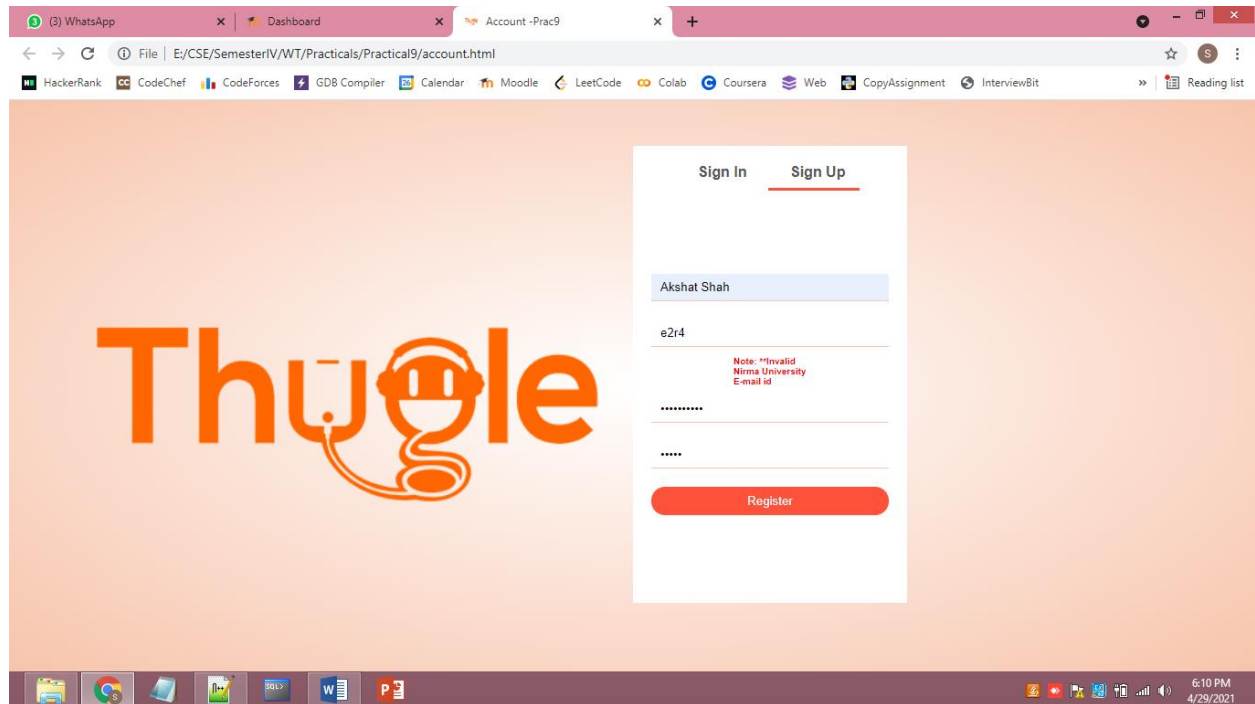 (3) WhatsApp
Dashboard
Account -Prac9
File | E:/CSE/SemesterIV/WT/Practicals/Practical9/account.html
S
HackerRank
CC CodeChef
CodeForces
GDB Compiler
26 Calendar
Moodle
LeetCode
Colab
Coursera
Web
CopyAssignment
InterviewBit
Reading list
Sign In
Sign Up
Akshat Shah
e2r4
Note: **Invalid
Nirma University
E-mail id
Register
Thugle
6:10 PM
4/29/2021